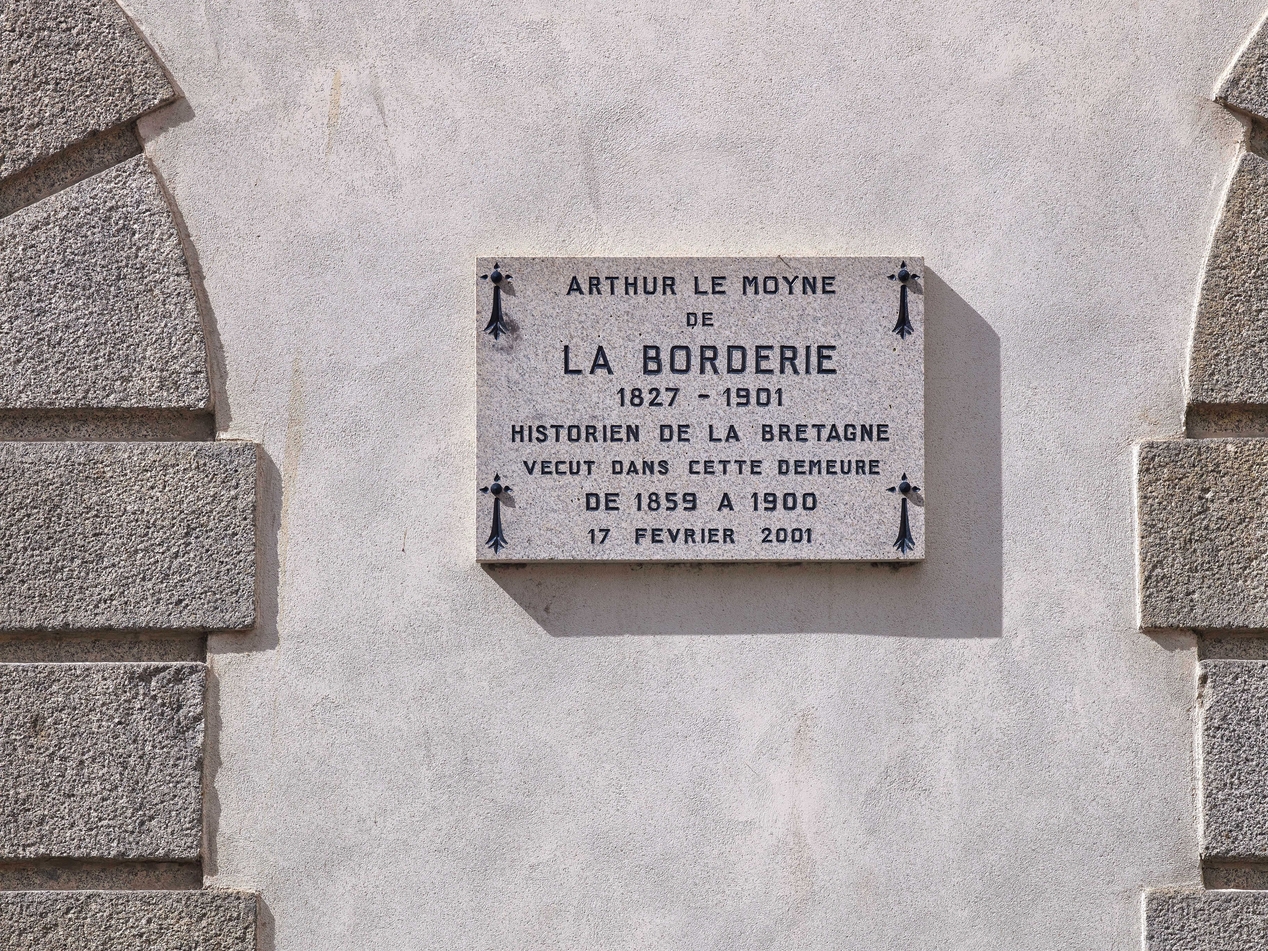 ARTHUR LE MOYNE
DE
LA BORDERIE
1827 - 1901
HISTORIEN DE LA BRETAGNE
VECUT DANS CETTE DEMEURE
DE 1859 A 1900
17 FEVRIER 2001